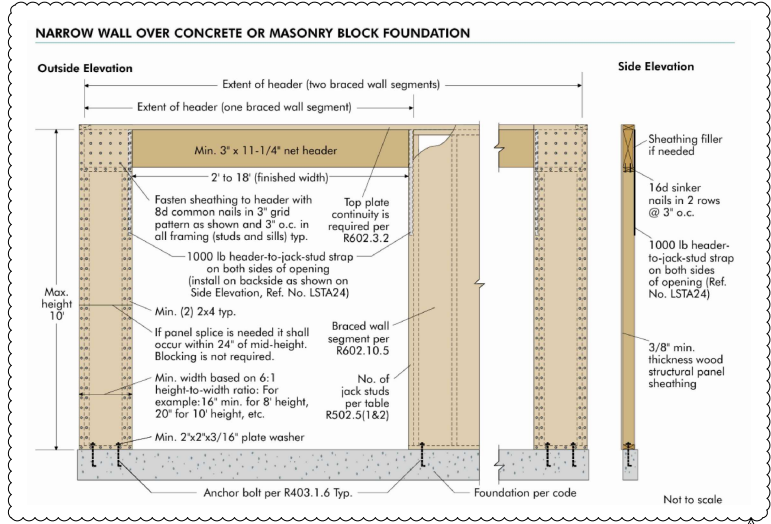 NARROW WALL OVER CONCRETE OR MASONRY BLOCK FOUNDATION
Outside Elevation
Side Elevation
Extent of header (two braced wall segments)
Extent of header (one braced wall segment)
Min. 3" x 11-1/4" net header
2' to 18' (finished width)
Fasten sheathing to header with
8d common nails in 3" grid
pattern as shown and 3" o.c. in
all framing (studs and sills) typ.
Top plate
continuity is
required per
R602.3.2
1000 lb header-to-jack-stud strap
on both sides of opening
(install on backside as shown on
Side Elevation, Ref. No. LSTA24)
Max.
height
10'
Min. (2) 2x4 typ.
If panel splice is needed it shall
occur within 24" of mid-height.
Blocking is not required.
Braced wall
segment per
R602.10.5
Min. width based on 6:1
height-to-width ratio: For
example:16" min. for 8' height,
20" for 10' height, etc.
No. of
jack studs
per table
R502.5(1&2)
Min. 2"x2"x3/16" plate washer
Anchor bolt per R403.1.6 Typ.
Foundation per code
Sheathing filler
if needed
16d sinker
nails in 2 rows
@ 3" o.c.
1000 lb header-
to-jack-stud strap
on both sides
of opening (Ref.
No. LSTA24)
3/8" min.
thickness wood
structural panel
sheathing
Not to scale